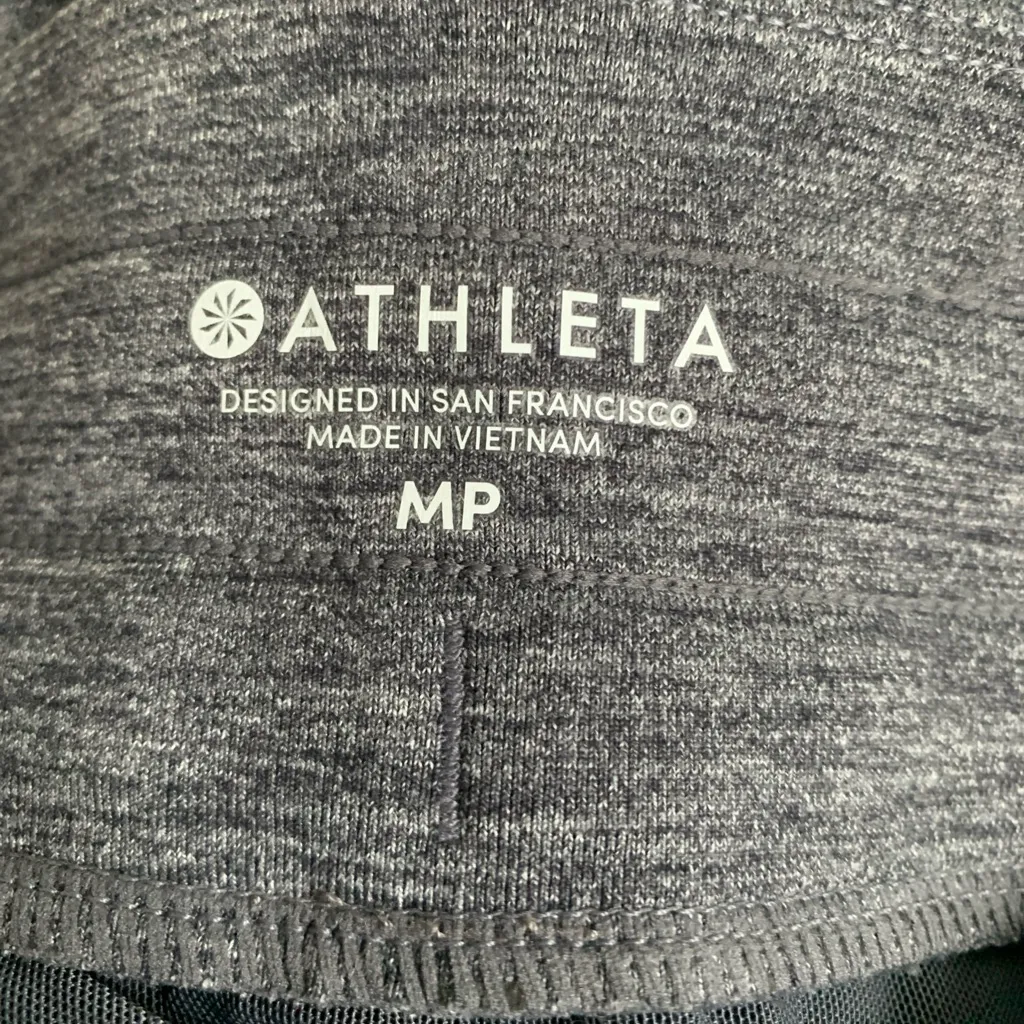 ATHLETA
DESIGNED IN SAN FRANCISCO
MADE IN VIETNAM
MP